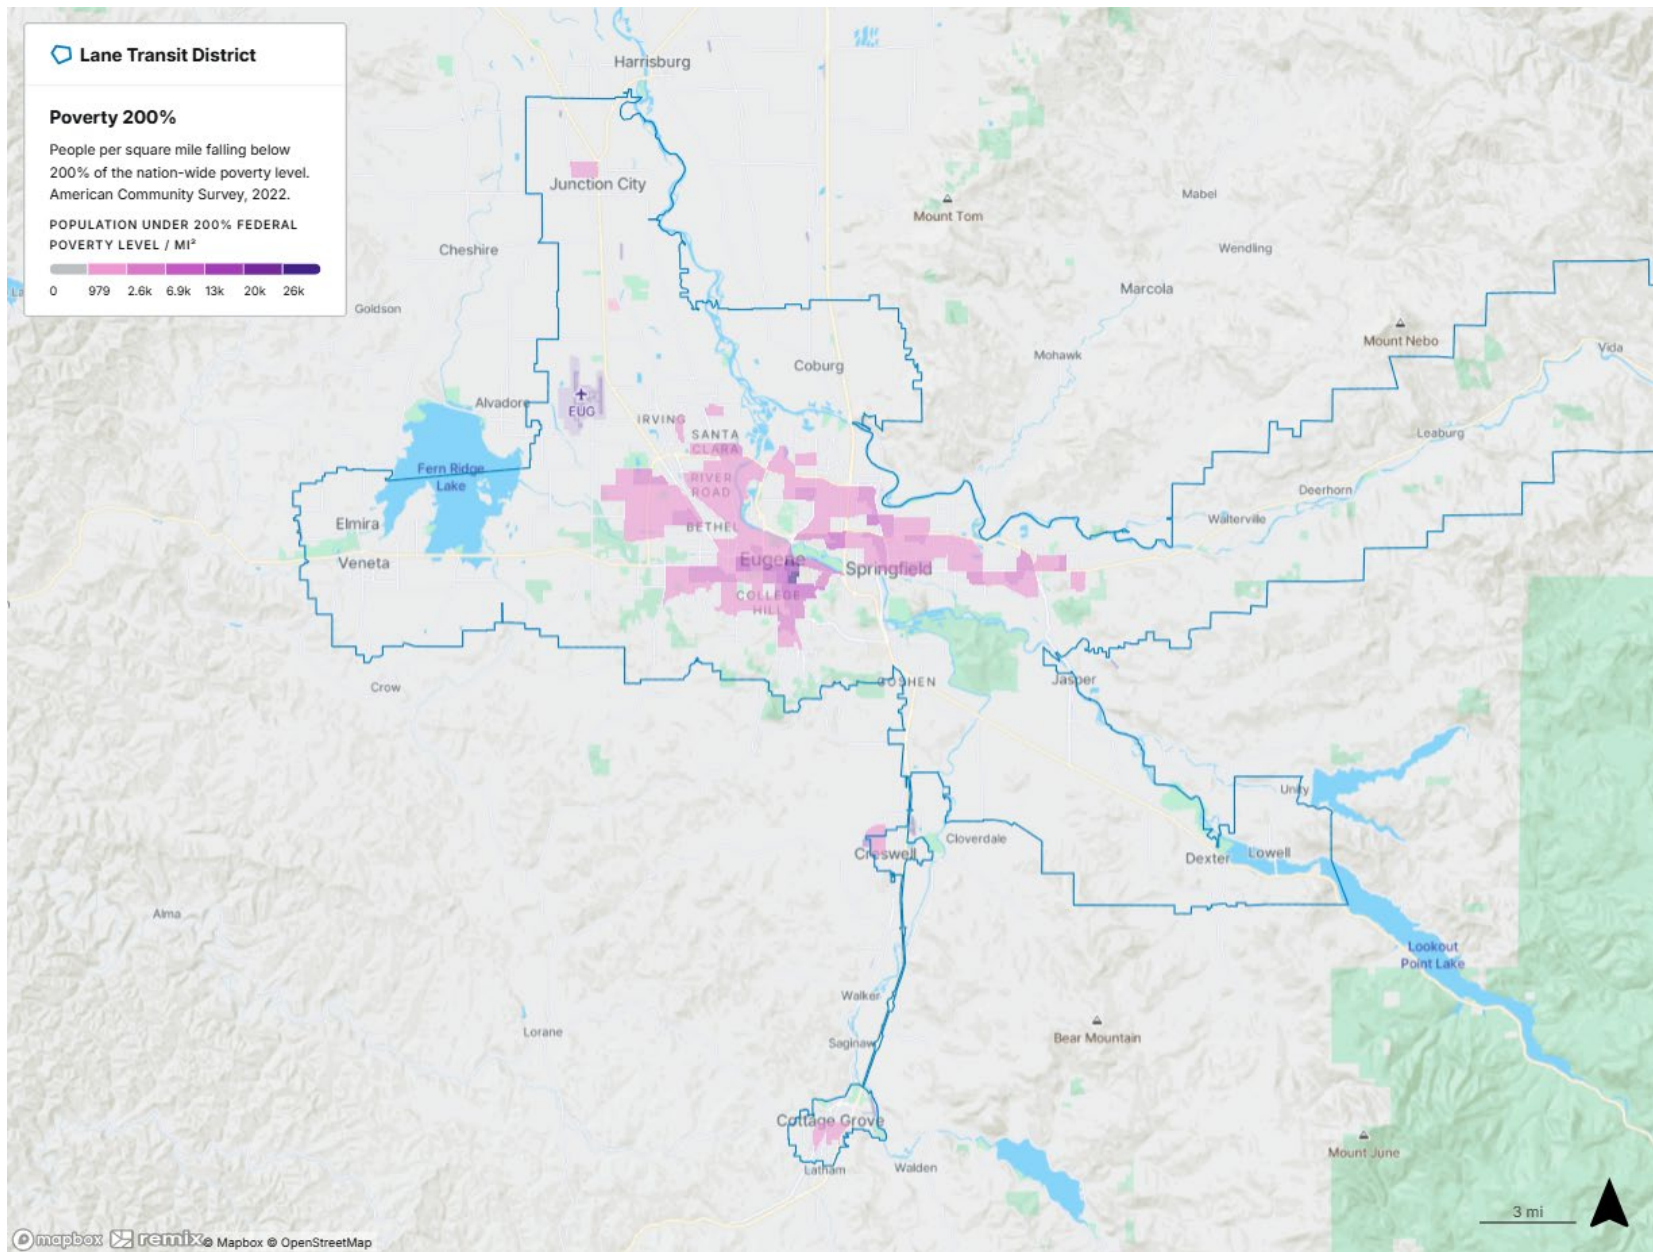 Lane Transit District
Poverty 200%
People per square mile falling below
200% of the nation-wide poverty level.
American Community Survey, 2022.
POPULATION UNDER 200% FEDERAL
POVERTY LEVEL / MI²
0 979 2.6k 6.9k 13k 20k 26k
Harrisburg
Junction City
Mount Tom
Mabel
Wendling
Cheshire
Marcola
Goldson
Mount Nebo
Vida
Mohawk
Coburg
Alvadore
EUG
IRVING
SANTA
CLARA
Leaburg
Fern Ridge
Lake
RIVER
ROAD
Deerhorn
Elmira
BETHEL
Walterville
Veneta
Eugene
Springfield
COLLEGE
HILL
Crow
GOSHEN
Jasper
Unity
Cloverdale
Creswell
Dexter
Lowell
Alma
Lookout
Point Lake
Walker
Lorane
Saginaw
Bear Mountain
Cottage Grove
Mount June
Latham
Walden
3 mi
mapbox remix © Mapbox © OpenStreetMap